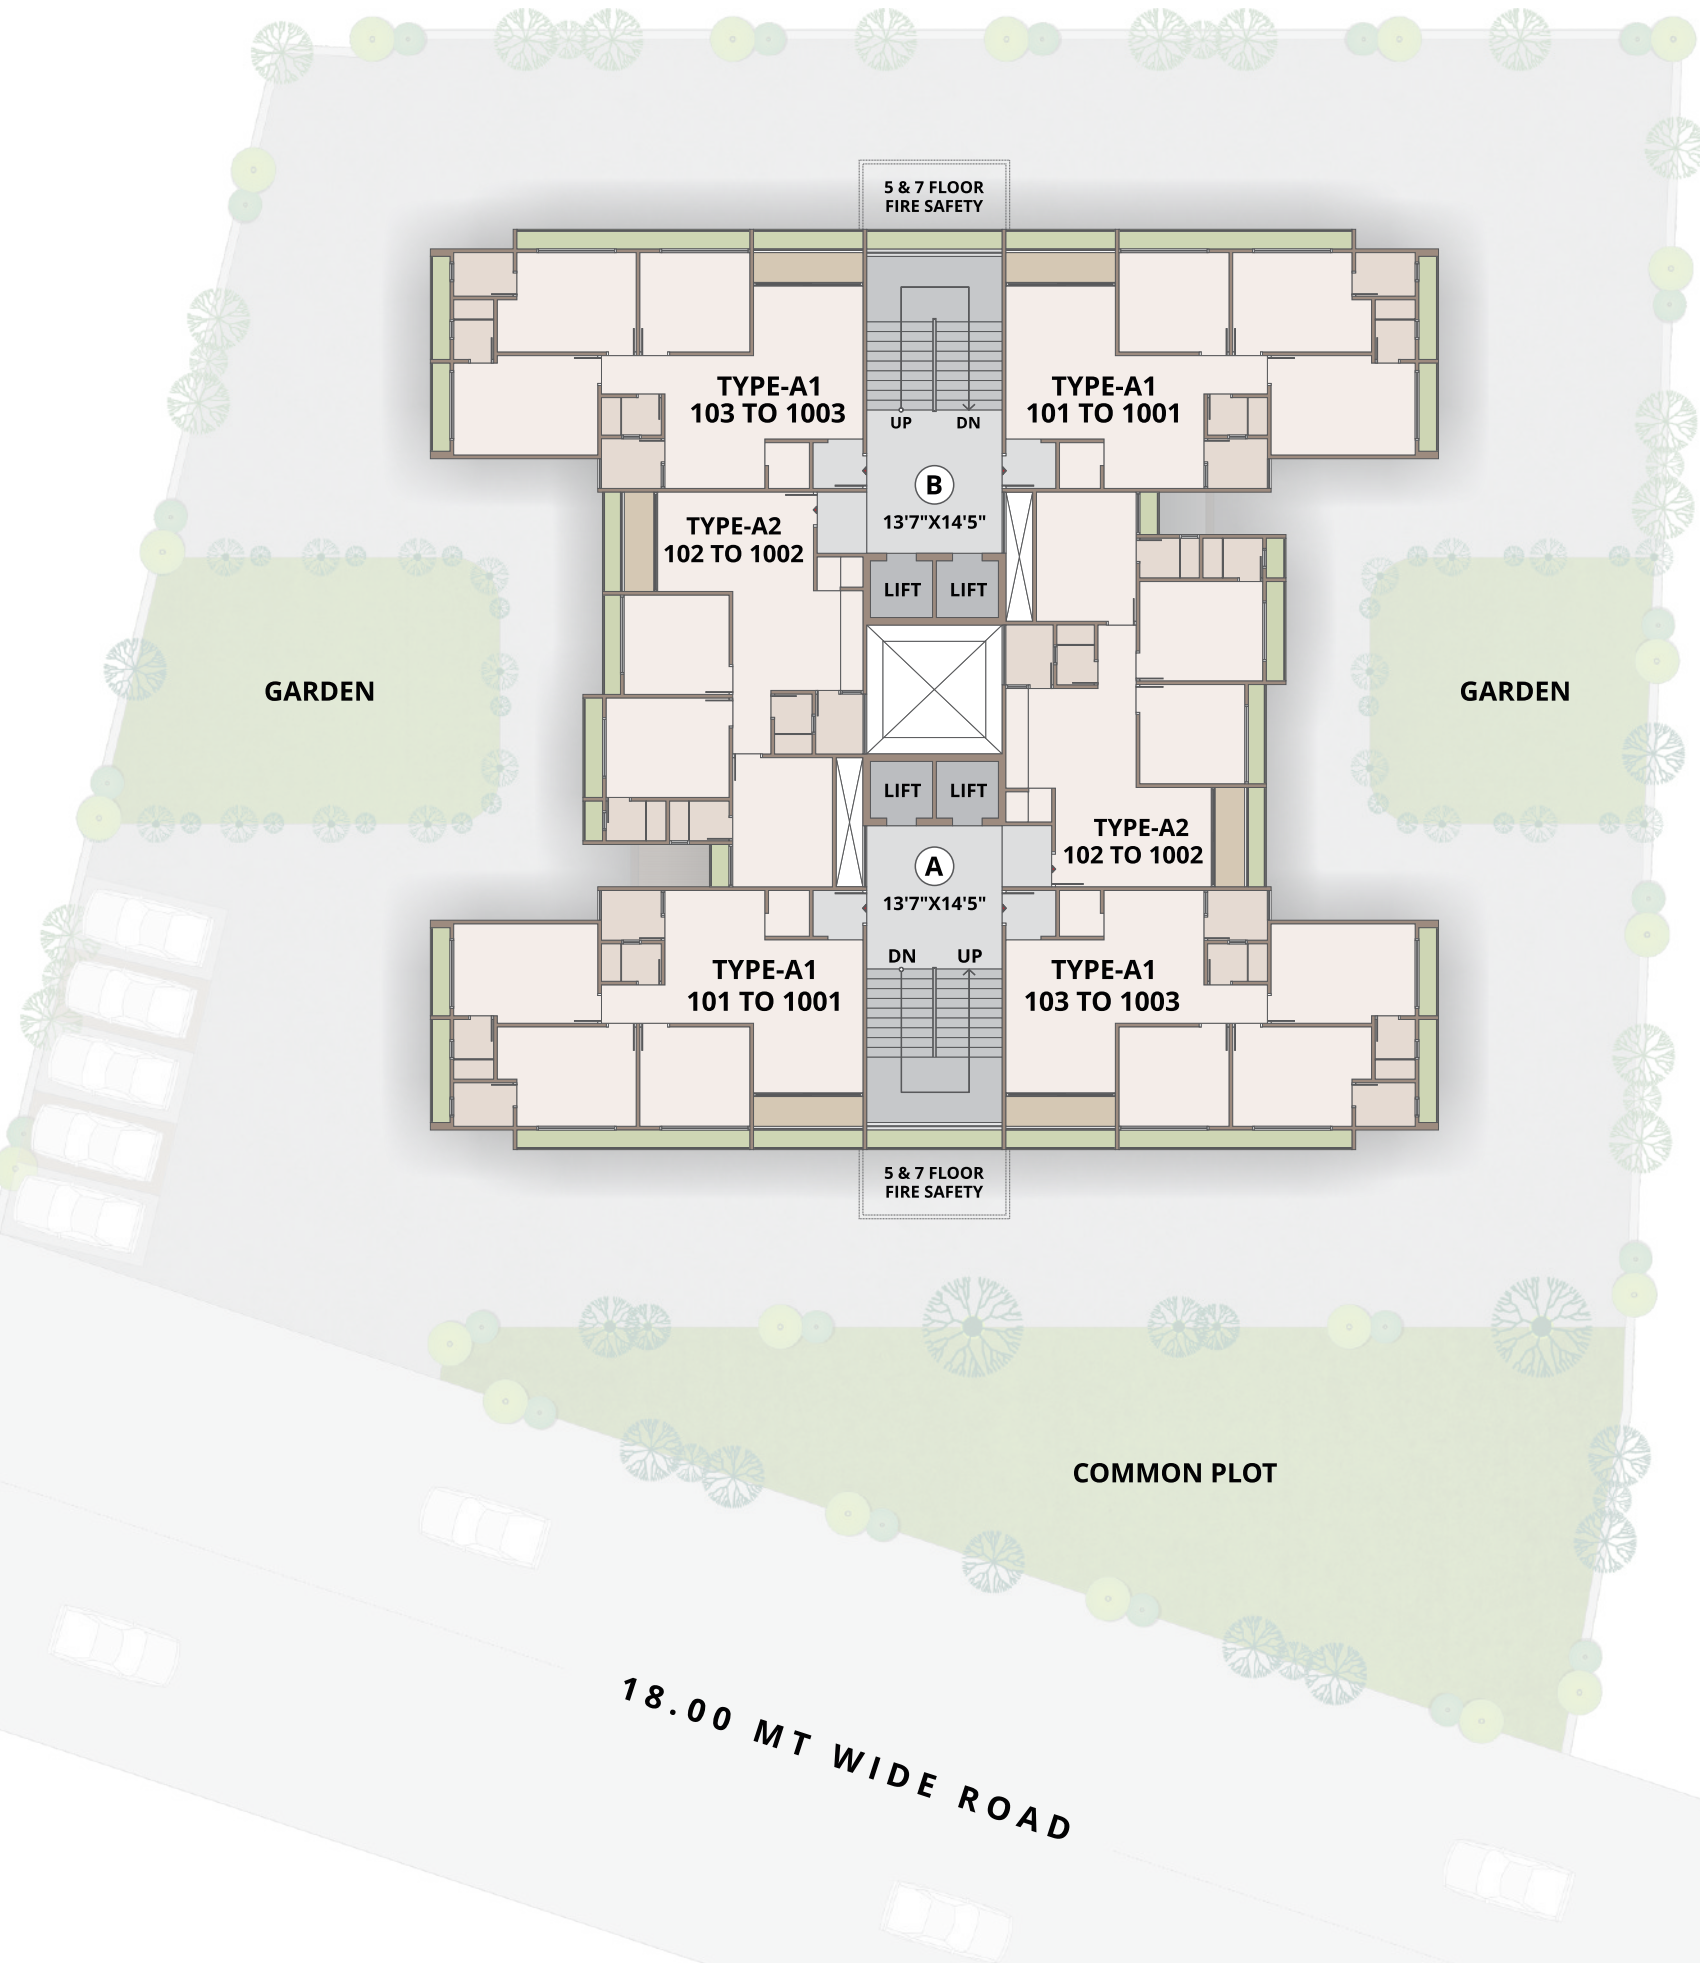 5 & 7 FLOOR
FIRE SAFETY
TYPE-A1
103 TO 1003
TYPE-A1
101 TO 1001
UP
DN
B
13'7"X14'5"
TYPE-A2
102 TO 1002
LIFT
LIFT
GARDEN
GARDEN
LIFT
LIFT
TYPE-A2
102 TO 1002
A
13'7"X14'5"
DN
UP
TYPE-A1
101 TO 1001
TYPE-A1
103 TO 1003
5 & 7 FLOOR
FIRE SAFETY
COMMON PLOT
18.00 MT WIDE ROAD